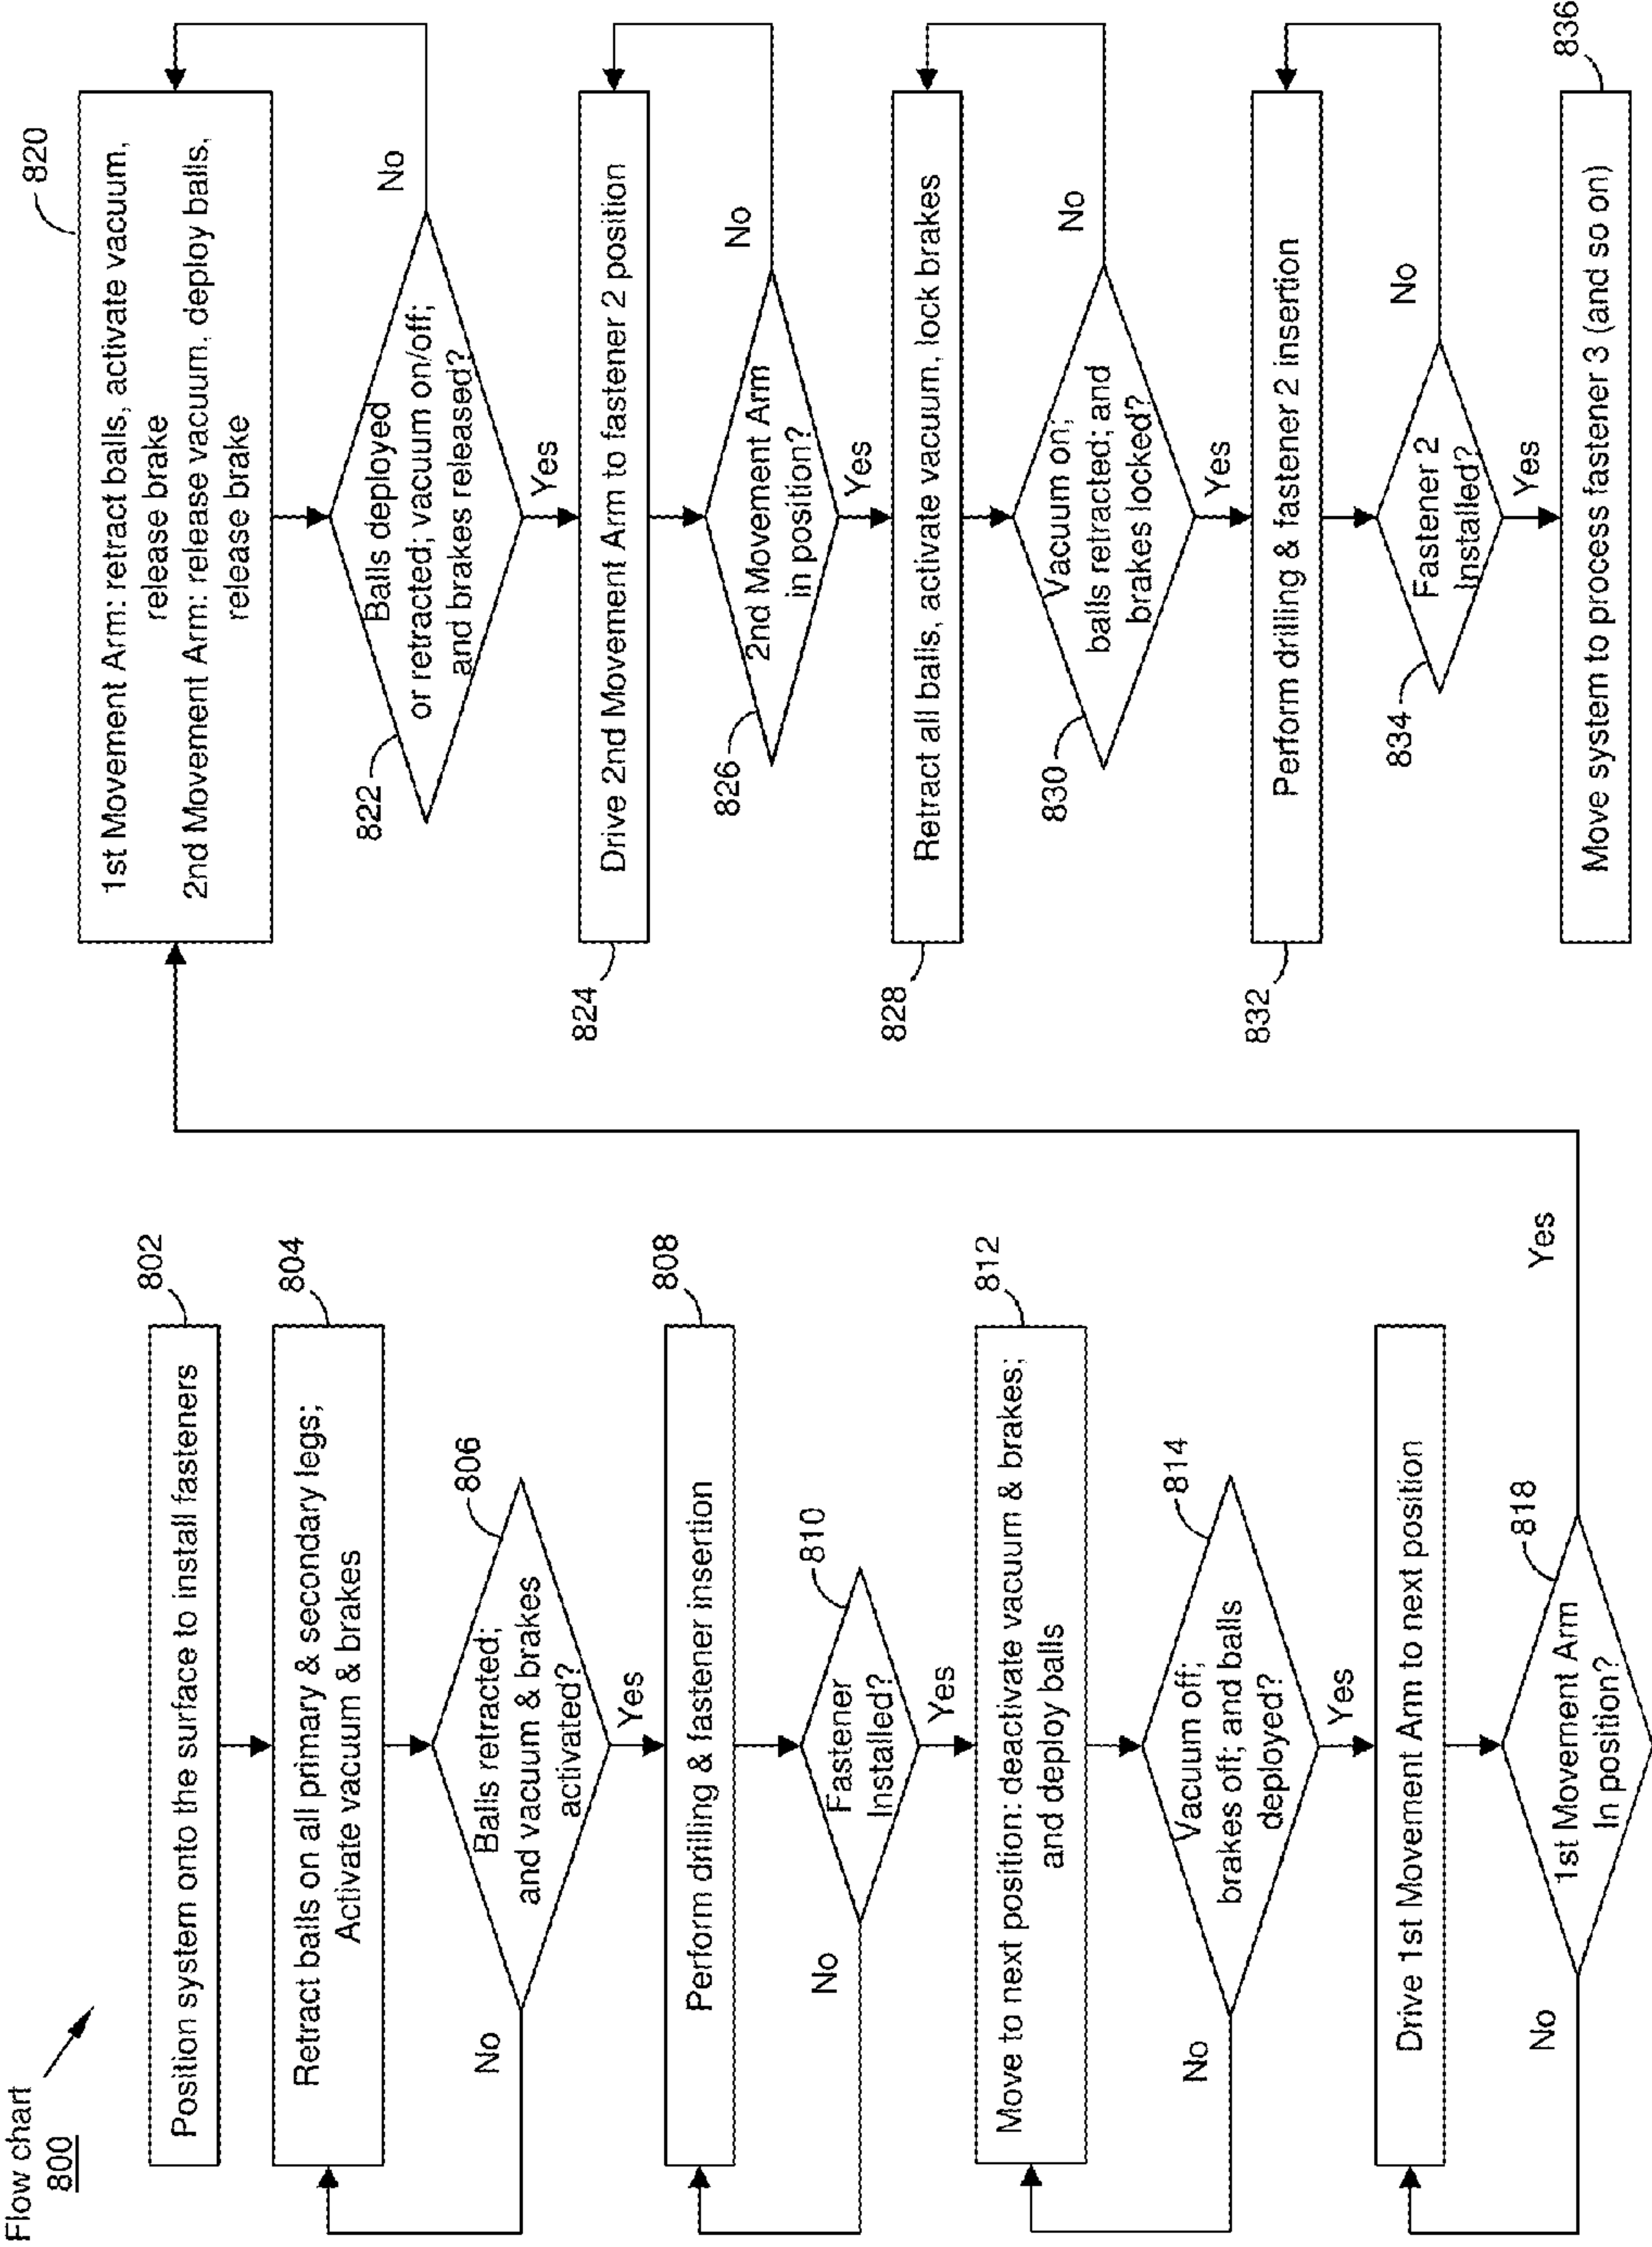 Flow chart
800
802
Position system onto the surface to install fasteners
804
Retract balls on all primary & secondary legs;
Activate vacuum & brakes
806
Balls retracted;
and vacuum & brakes
activated?
No
Yes
808
Perform drilling & fastener insertion
810
Fastener
Installed?
No
Yes
812
Move to next position: deactivate vacuum & brakes;
and deploy balls
814
Vacuum off;
brakes off; and balls
deployed?
No
Yes
Drive 1st Movement Arm to next position
818
1st Movement Arm
In position?
No
Yes
820
1st Movement Arm: retract balls, activate vacuum,
release brake
2nd Movement Arm: release vacuum, deploy balls,
release brake
822
Balls deployed
or retracted; vacuum on/off;
and brakes released?
No
Yes
824
Drive 2nd Movement Arm to fastener 2 position
826
2nd Movement Arm
in position?
No
Yes
828
Retract all balls, activate vacuum, lock brakes
830
Vacuum on;
balls retracted; and
brakes locked?
No
Yes
832
Perform drilling & fastener 2 insertion
834
Fastener 2
Installed?
No
Yes
836
Move system to process fastener 3 (and so on)